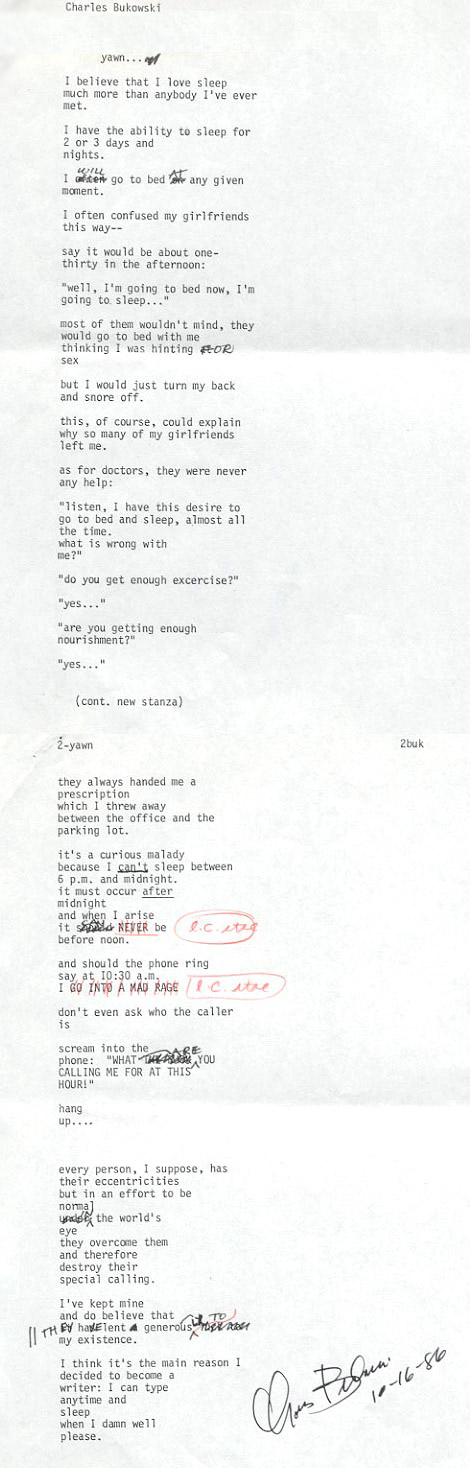 Charles Bukowski
yawn...
I believe that I love sleep
much more than anybody I've ever
met.
I have the ability to sleep for
2 or 3 days and
nights.
I WILL go to bed AT any given
moment.
I often confused my girlfriends
this way--
say it would be about one-
thirty in the afternoon:
"well, I'm going to bed now, I'm
going to sleep..."
most of them wouldn't mind, they
would go to bed with me
thinking I was hinting FOR
sex
but I would just turn my back
and snore off.
this, of course, could explain
why so many of my girlfriends
left me.
as for doctors, they were never
any help:
"listen, I have this desire to
go to bed and sleep, almost all
the time.
what is wrong with
me?"
"do you get enough excercise?"
"yes..."
"are you getting enough
nourishment?"
"yes..."
(cont. new stanza)
2-yawn 2buk
they always handed me a
prescription
which I threw away
between the office and the
parking lot.
it's a curious malady
because I can't sleep between
6 p.m. and midnight.
it must occur after
midnight
and when I arise
it CAN NEVER be l.c. ital
before noon.
and should the phone ring
say at 10:30 a.m.
I GO INTO A MAD RAGE l.c. ital
don't even ask who the caller
is
scream into the
phone: "WHAT ARE YOU
CALLING ME FOR AT THIS
HOUR!"
hang
up....
every person, I suppose, has
their eccentricities
but in an effort to be
normal
IN the world's
eye
they overcome them
and therefore
destroy their
special calling.
I've kept mine
and do believe that
THEY HAVE lent generously TO
my existence.
I think it's the main reason I
decided to become a
writer: I can type
anytime and
sleep
when I damn well
please.
10-16-86